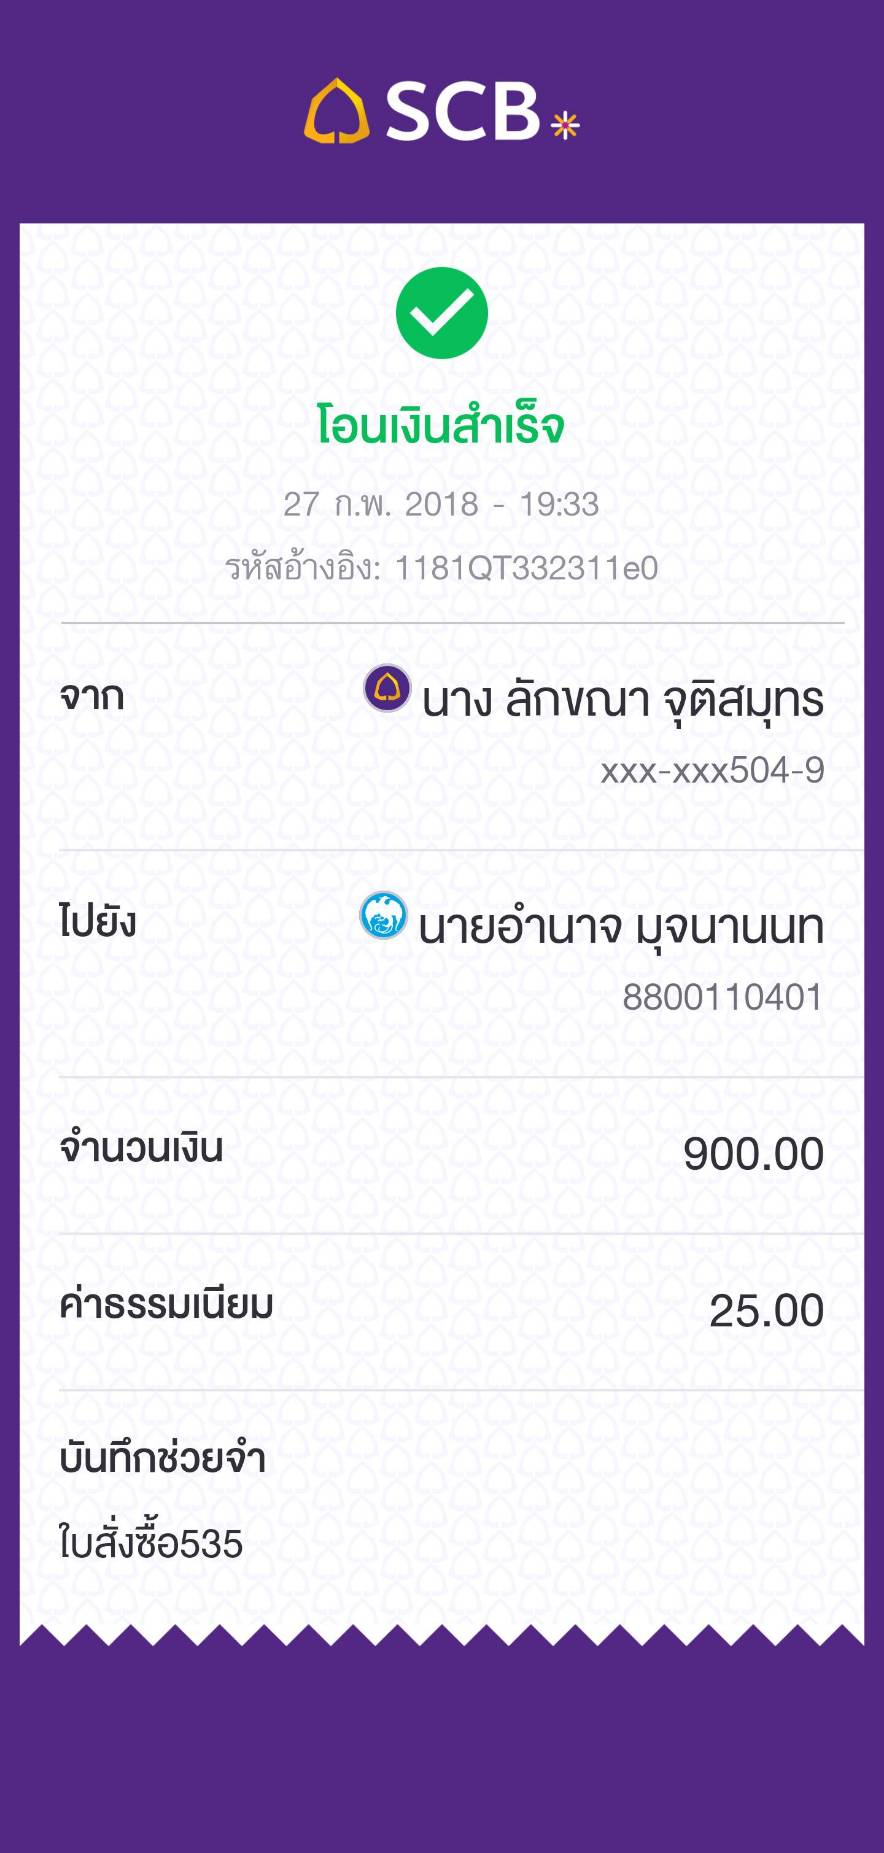 SCB
โอนเงินสำเร็จ
27 ก.พ. 2018 - 19:33
รหัสอ้างอิง: 1181QT332311e0
จาก นาง ลักขณา จุติสมุทร
xxx-xxx504-9
ไปยัง นายอำนาจ มุจนานนท
8800110401
จำนวนเงิน 900.00
ค่าธรรมเนียม 25.00
บันทึกช่วยจำ
ใบสั่งซื้อ535